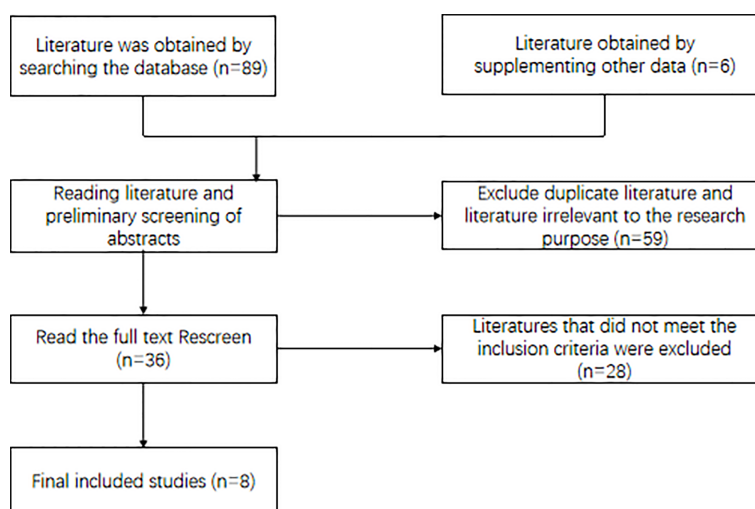 Literature was obtained by
searching the database (n=89)
Literature obtained by
supplementing other data (n=6)
Reading literature and
preliminary screening of
abstracts
Exclude duplicate literature and
literature irrelevant to the research
purpose (n=59)
Read the full text Rescreen
(n=36)
Literatures that did not meet the
inclusion criteria were excluded
(n=28)
Final included studies (n=8)